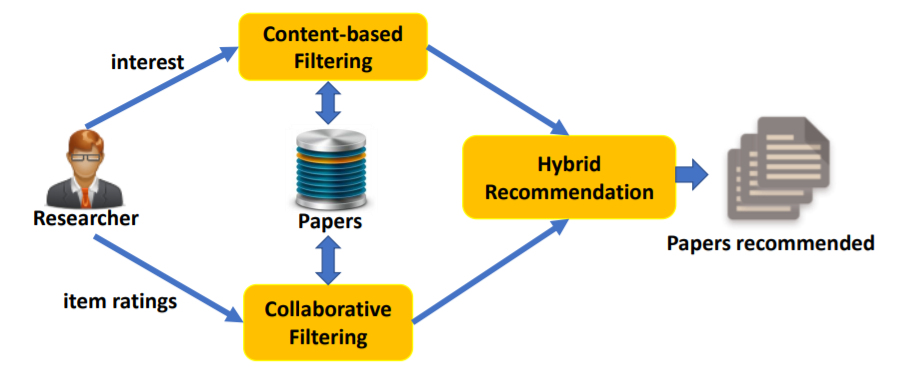 Content-based
Filtering
interest
Hybrid
Recommendation
Researcher
Papers
Papers recommended
item ratings
Collaborative
Filtering